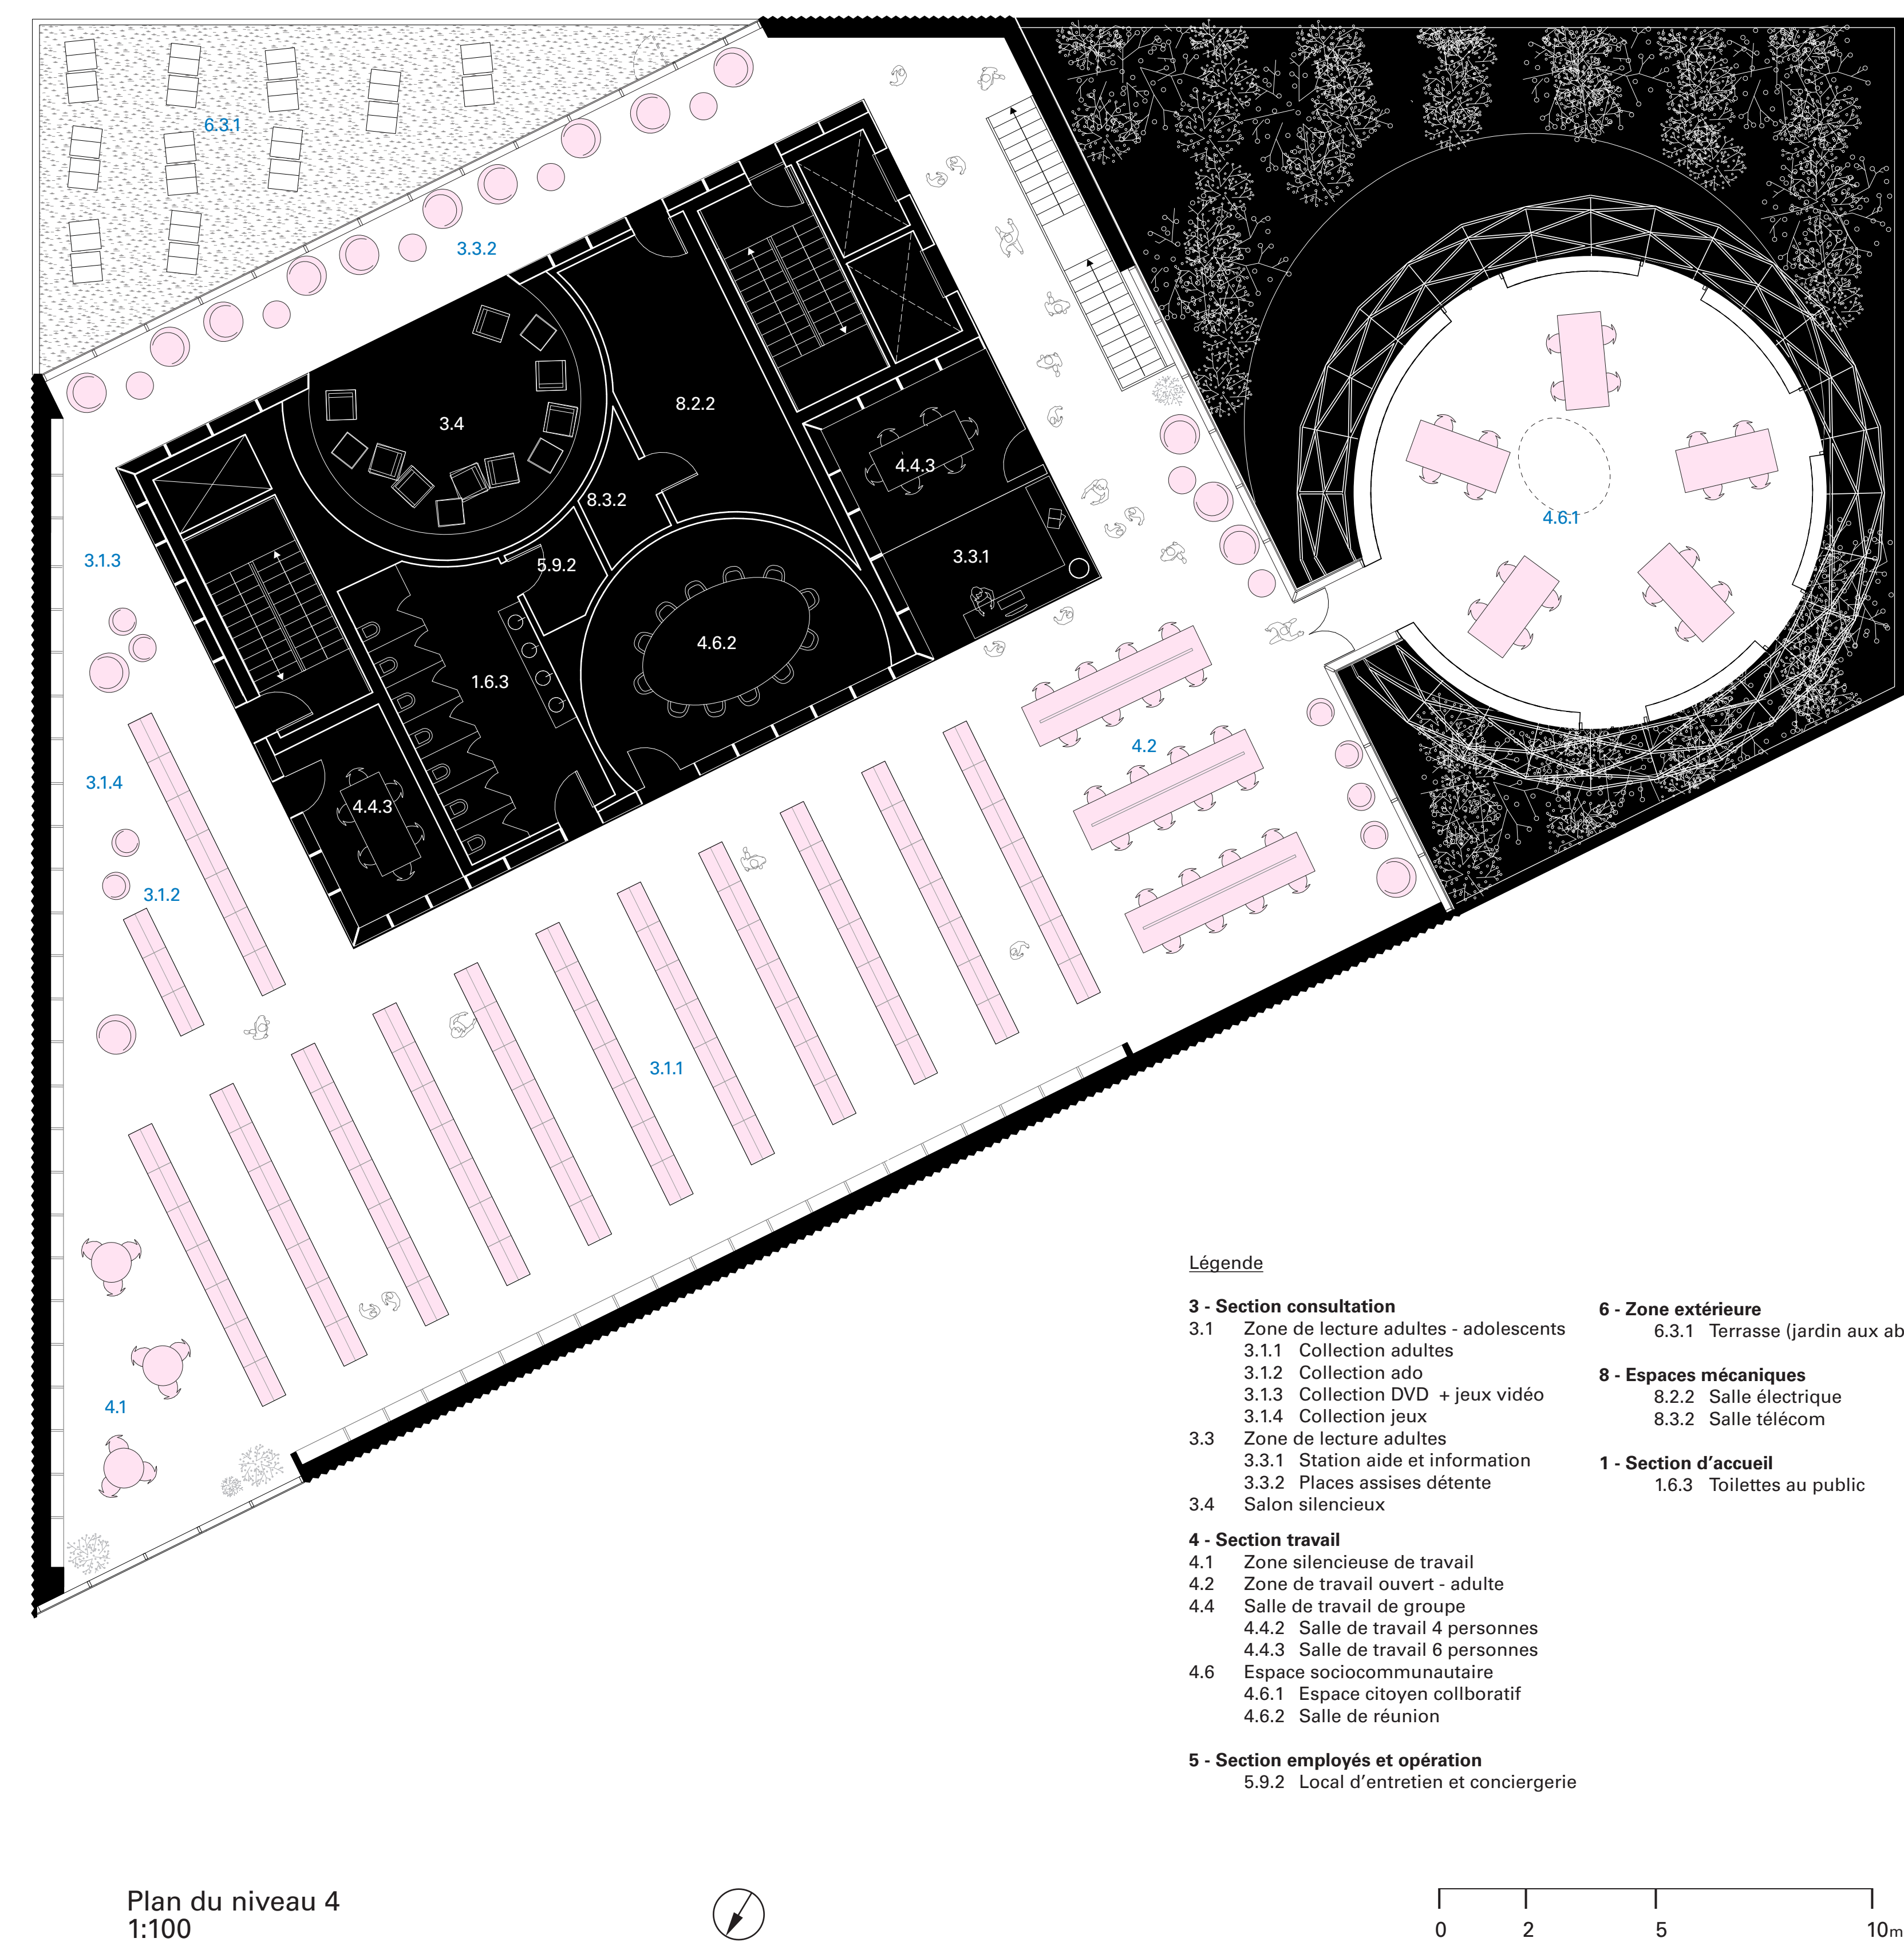 6.3.1
3.3.2
3.4
8.2.2
4.4.3
8.3.2
4.6.1
3.1.3
5.9.2
3.3.1
4.6.2
1.6.3
4.2
3.1.4
4.4.3
3.1.2
3.1.1
4.1
Légende
3 - Section consultation
3.1 Zone de lecture adultes - adolescents
3.1.1 Collection adultes
3.1.2 Collection ado
3.1.3 Collection DVD + jeux vidéo
3.1.4 Collection jeux
3.3 Zone de lecture adultes
3.3.1 Station aide et information
3.3.2 Places assises détente
3.4 Salon silencieux
4 - Section travail
4.1 Zone silencieuse de travail
4.2 Zone de travail ouvert - adulte
4.4 Salle de travail de groupe
4.4.2 Salle de travail 4 personnes
4.4.3 Salle de travail 6 personnes
4.6 Espace sociocommunautaire
4.6.1 Espace citoyen collboratif
4.6.2 Salle de réunion
5 - Section employés et opération
5.9.2 Local d’entretien et conciergerie
6 - Zone extérieure
6.3.1 Terrasse (jardin aux ab
8 - Espaces mécaniques
8.2.2 Salle électrique
8.3.2 Salle télécom
1 - Section d’accueil
1.6.3 Toilettes au public
Plan du niveau 4
1:100
0 2 5 10m